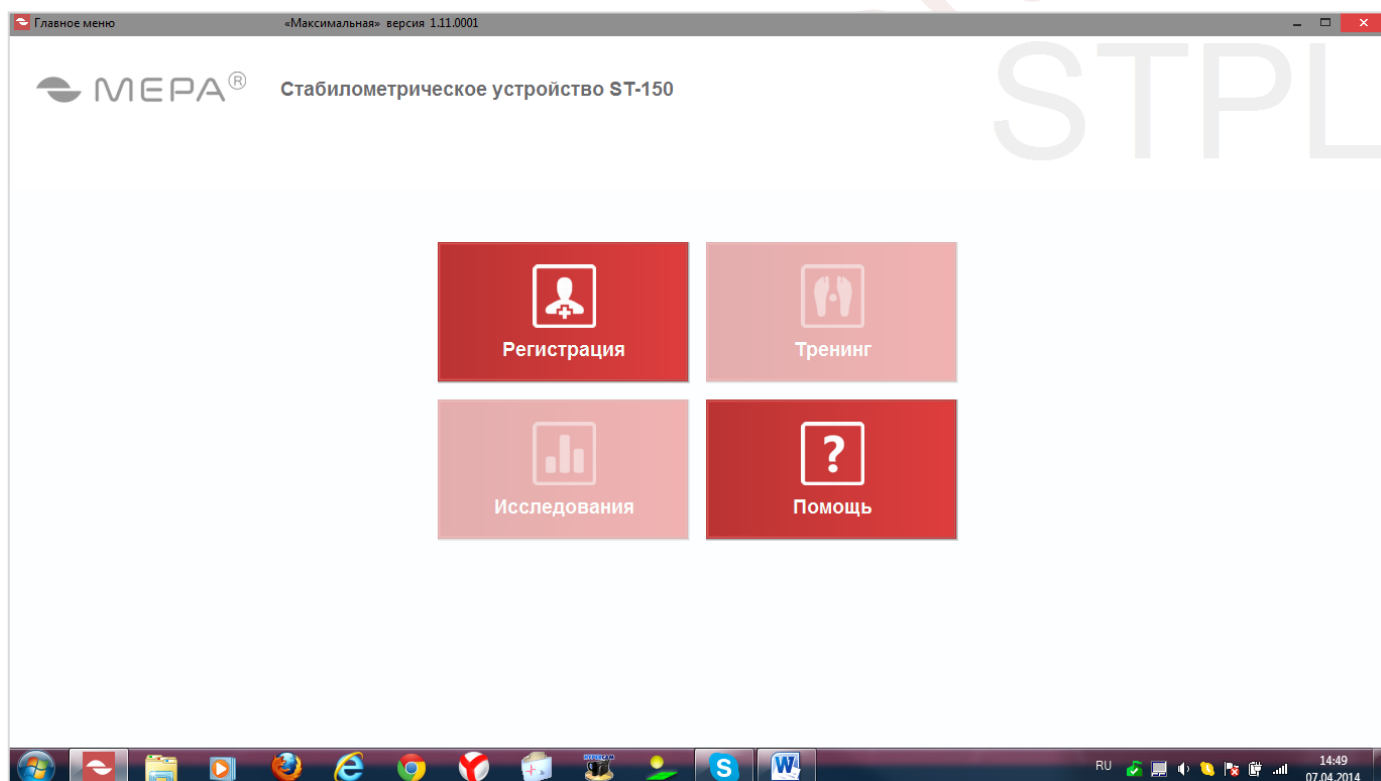 Главное меню «Максимальная» версия 1.11.0001
МЕРА® Стабилометрическое устройство ST-150
STPL
Регистрация
Тренинг
Исследования
Помощь
RU
14:49
07.04.2014